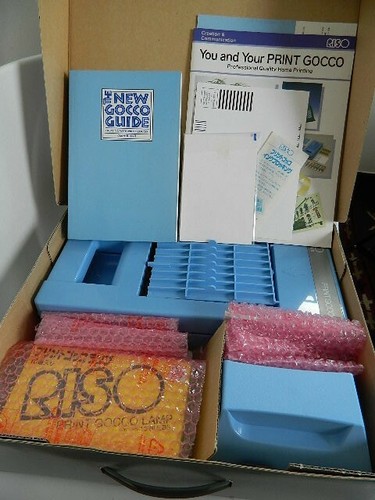 THE
NEW
GOCCO
GUIDE
Creation &
Communication
RISO
You and Your PRINT GOCCO
Professional Quality Home Printing
RISO
PRINT GOCCO LAMP